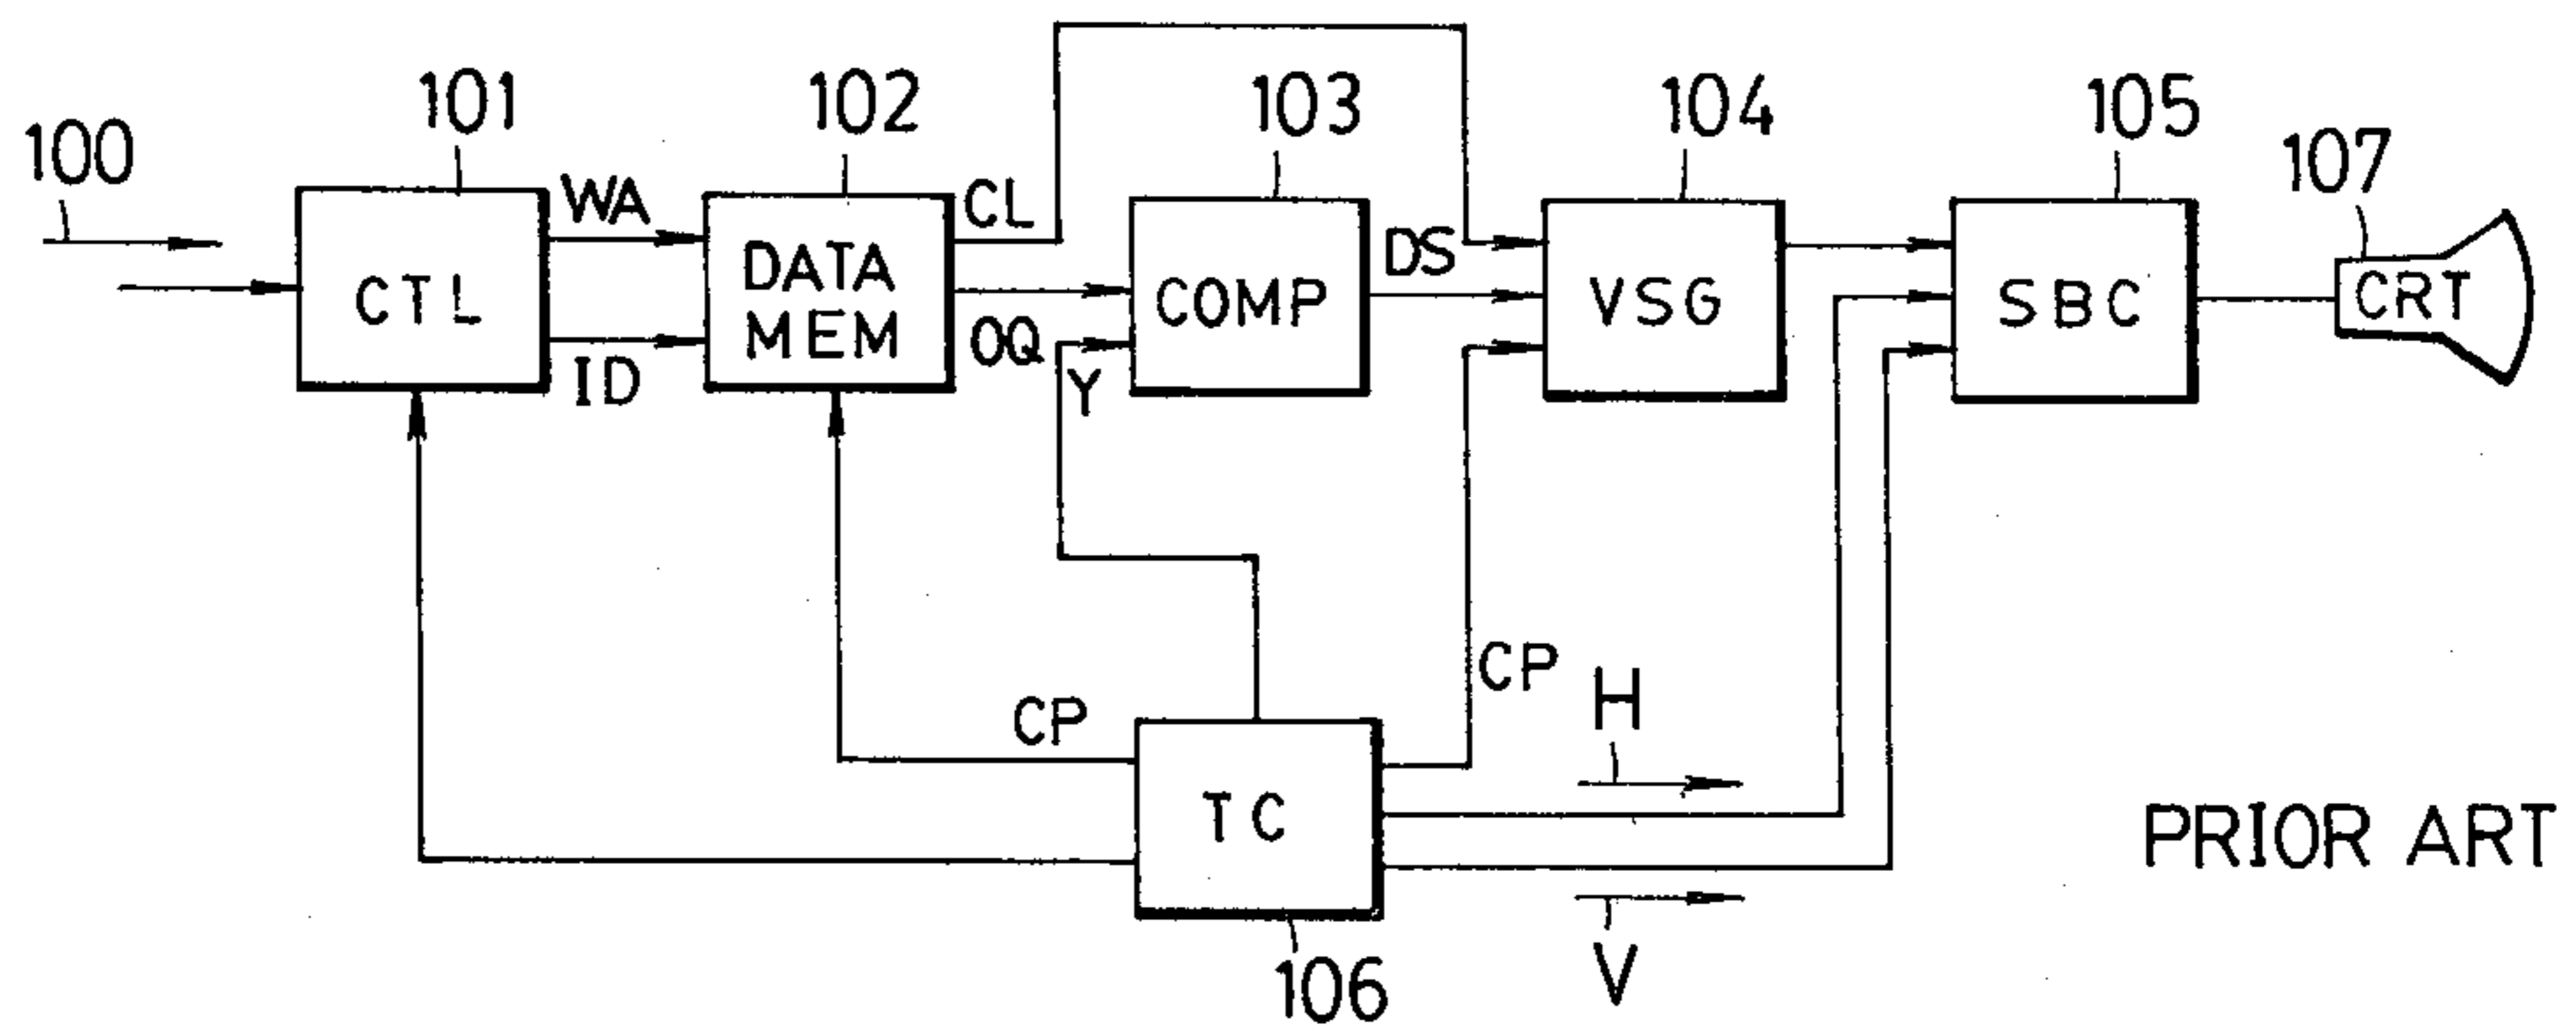 100
101
102
103
104
105
107
WA
ID
CL
OQ
Y
DS
CTL
DATA
MEM
COMP
VSG
SBC
CRT
CP
CP
H
V
TC
106
PRIOR ART